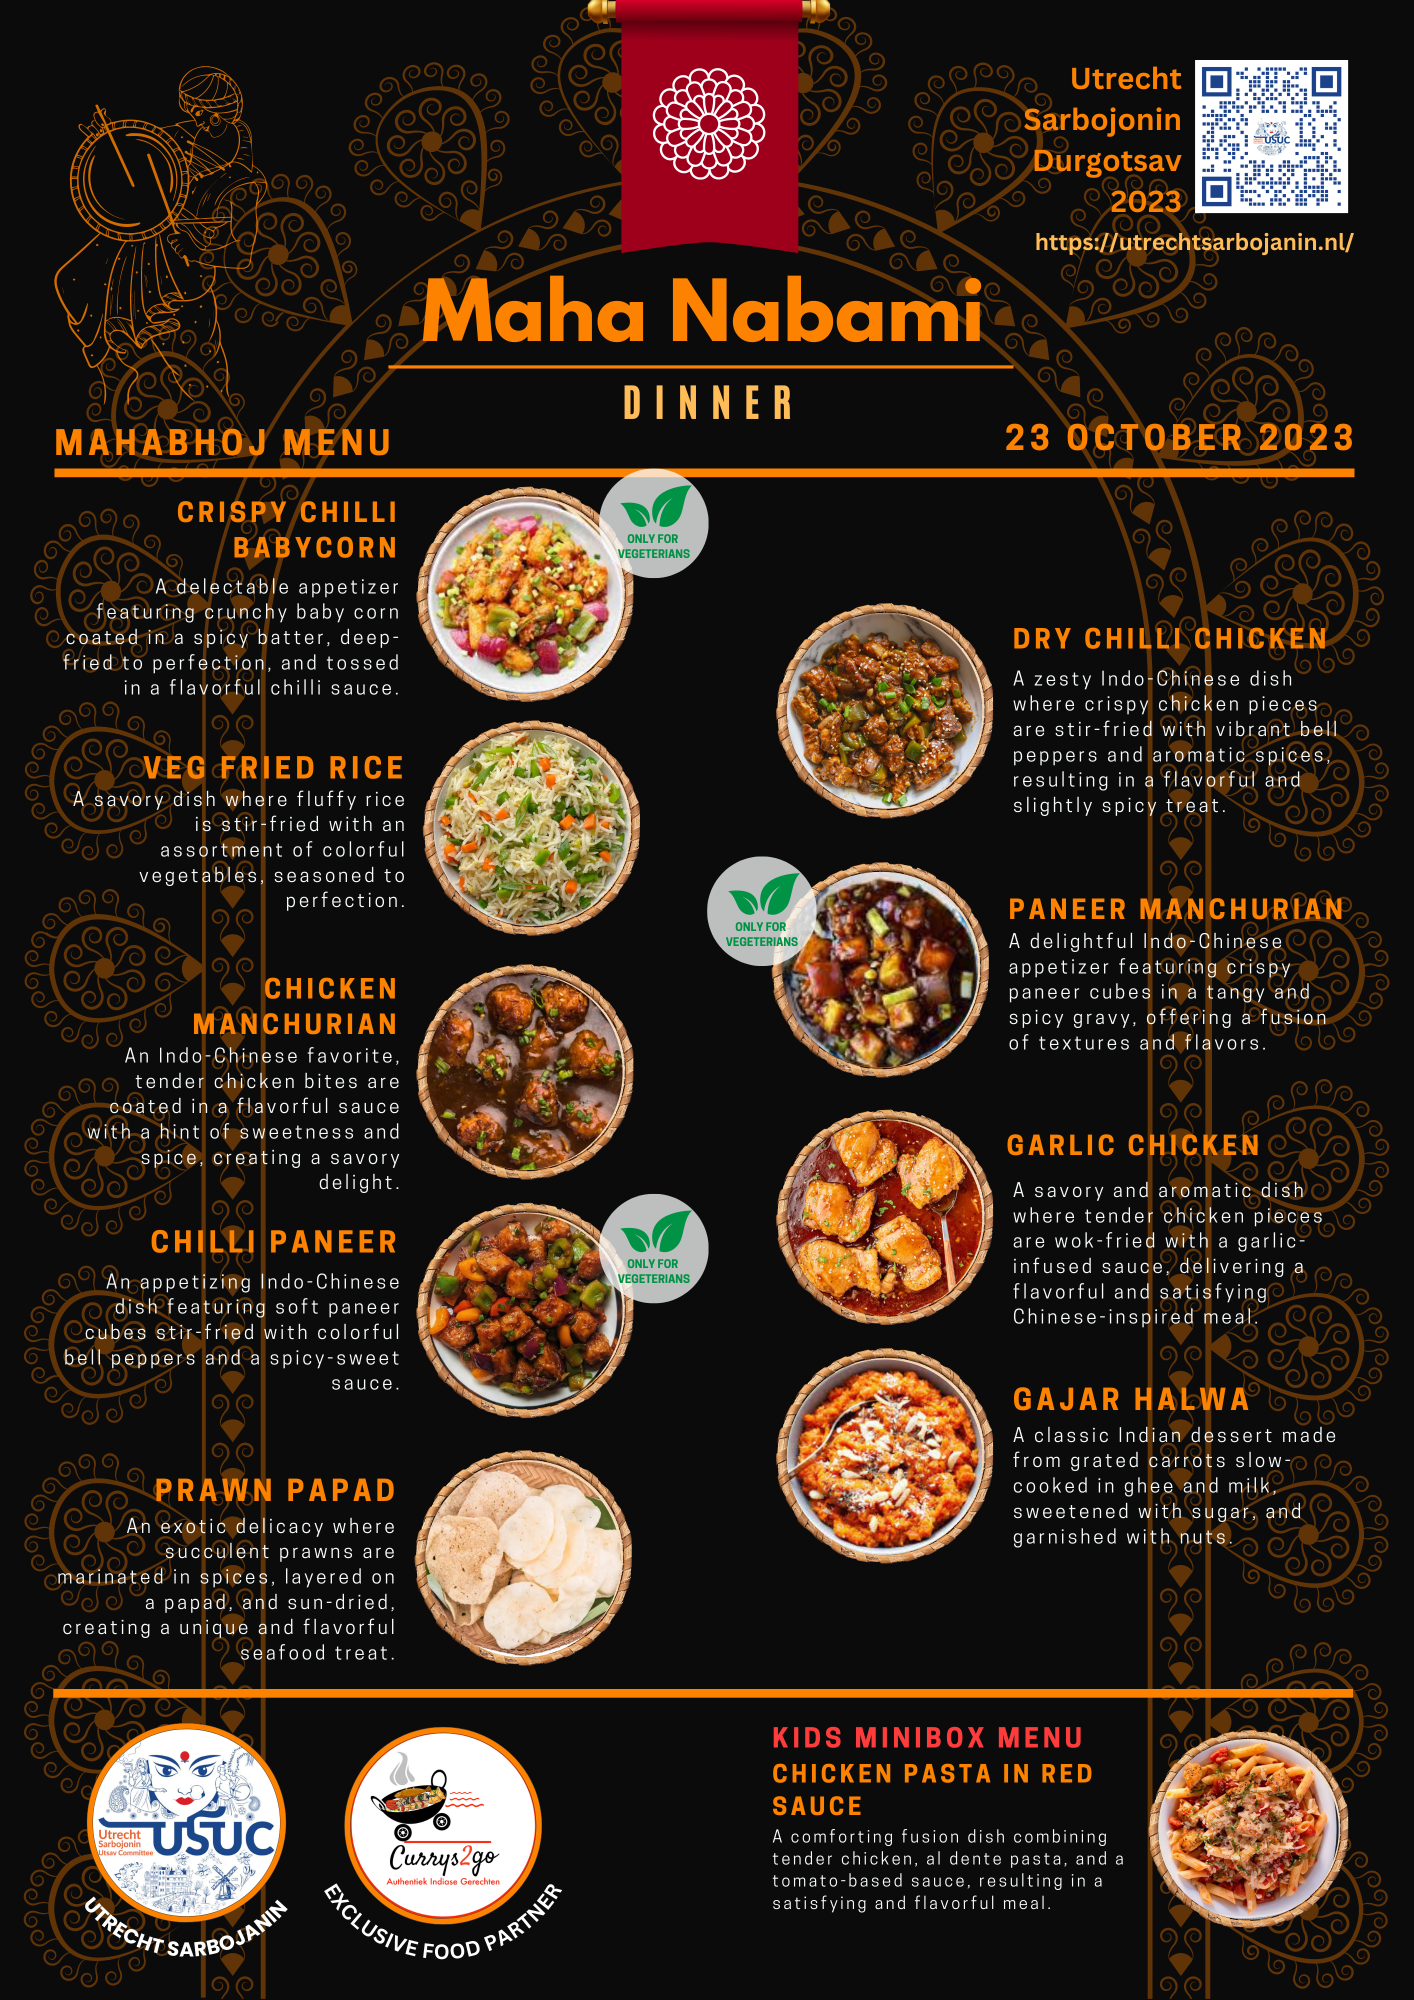 Utrecht
Sarbojonin
Durgotsav
2023
USUC
https://utrechtsarbojanin.nl/
Maha Nabami
DINNER
MAHABHOJ MENU
23 OCTOBER 2023
CRISPY CHILLI
BABYCORN
A delectable appetizer
featuring crunchy baby corn
coated in a spicy batter, deep-
fried to perfection, and tossed
in a flavorful chilli sauce.
ONLY FOR
VEGETERIANS
DRY CHILLI CHICKEN
A zesty Indo-Chinese dish
where crispy chicken pieces
are stir-fried with vibrant bell
peppers and aromatic spices,
resulting in a flavorful and
slightly spicy treat.
VEG FRIED RICE
A savory dish where fluffy rice
is stir-fried with an
assortment of colorful
vegetables, seasoned to
perfection.
ONLY FOR
VEGETERIANS
PANEER MANCHURIAN
A delightful Indo-Chinese
appetizer featuring crispy
paneer cubes in a tangy and
spicy gravy, offering a fusion
of textures and flavors.
CHICKEN
MANCHURIAN
An Indo-Chinese favorite,
tender chicken bites are
coated in a flavorful sauce
with a hint of sweetness and
spice, creating a savory
delight.
GARLIC CHICKEN
A savory and aromatic dish
where tender chicken pieces
are wok-fried with a garlic-
infused sauce, delivering a
flavorful and satisfying
Chinese-inspired meal.
CHILLI PANEER
An appetizing Indo-Chinese
dish featuring soft paneer
cubes stir-fried with colorful
bell peppers and a spicy-sweet
sauce.
ONLY FOR
VEGETERIANS
GAJAR HALWA
A classic Indian dessert made
from grated carrots slow-
cooked in ghee and milk,
sweetened with sugar, and
garnished with nuts.
PRAWN PAPAD
An exotic delicacy where
succulent prawns are
marinated in spices, layered on
a papad, and sun-dried,
creating a unique and flavorful
seafood treat.
Utrecht
Sarbojonin
Utsav Committee
USUC
UTRECHT SARBOJANIN
Currys2go
Authentiek Indiase Gerechten
EXCLUSIVE FOOD PARTNER
KIDS MINIBOX MENU
CHICKEN PASTA IN RED
SAUCE
A comforting fusion dish combining
tender chicken, al dente pasta, and a
tomato-based sauce, resulting in a
satisfying and flavorful meal.